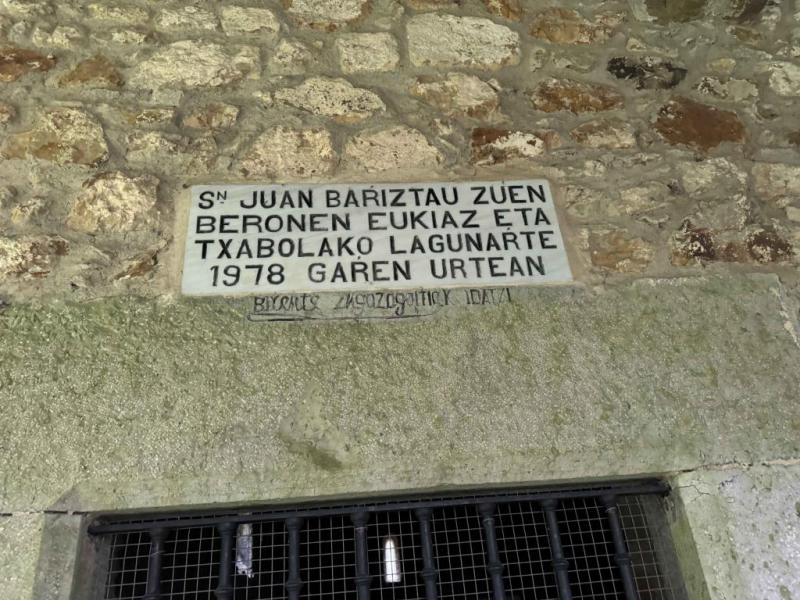 Sᴺ JUAN BAŔIZTAU ZUEN
BERONEN EUKIAZ ETA
TXABOLAKO LAGUNARTE
1978 GAŔEN URTEAN
IDATZI